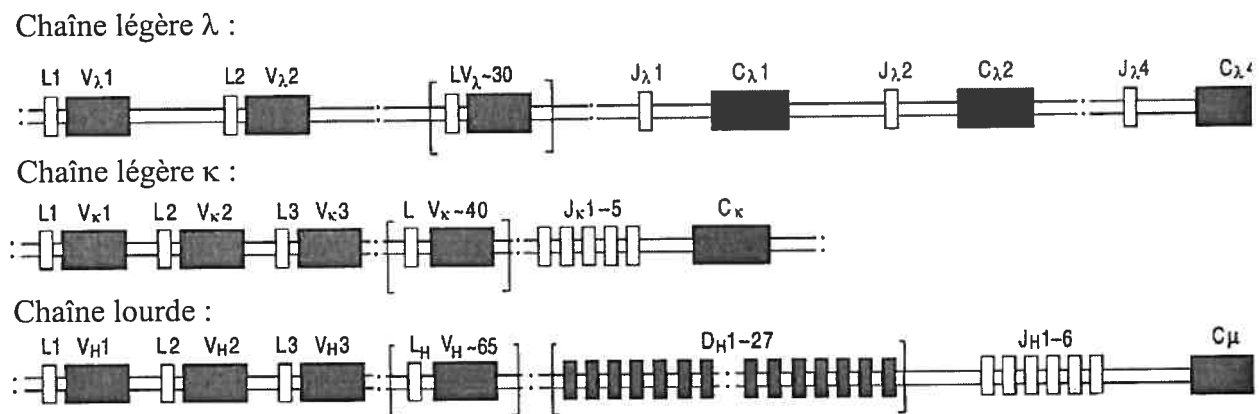 Chaîne légère λ :
L1 Vλ1 L2 Vλ2 LVλ~30 Jλ1 Cλ1 Jλ2 Cλ2 Jλ4 Cλ4
Chaîne légère κ :
L1 Vκ1 L2 Vκ2 L3 Vκ3 L Vκ~40 Jκ1-5 Cκ
Chaîne lourde :
L1 VH1 L2 VH2 L3 VH3 LH VH~65 DH1-27 JH1-6 Cμ